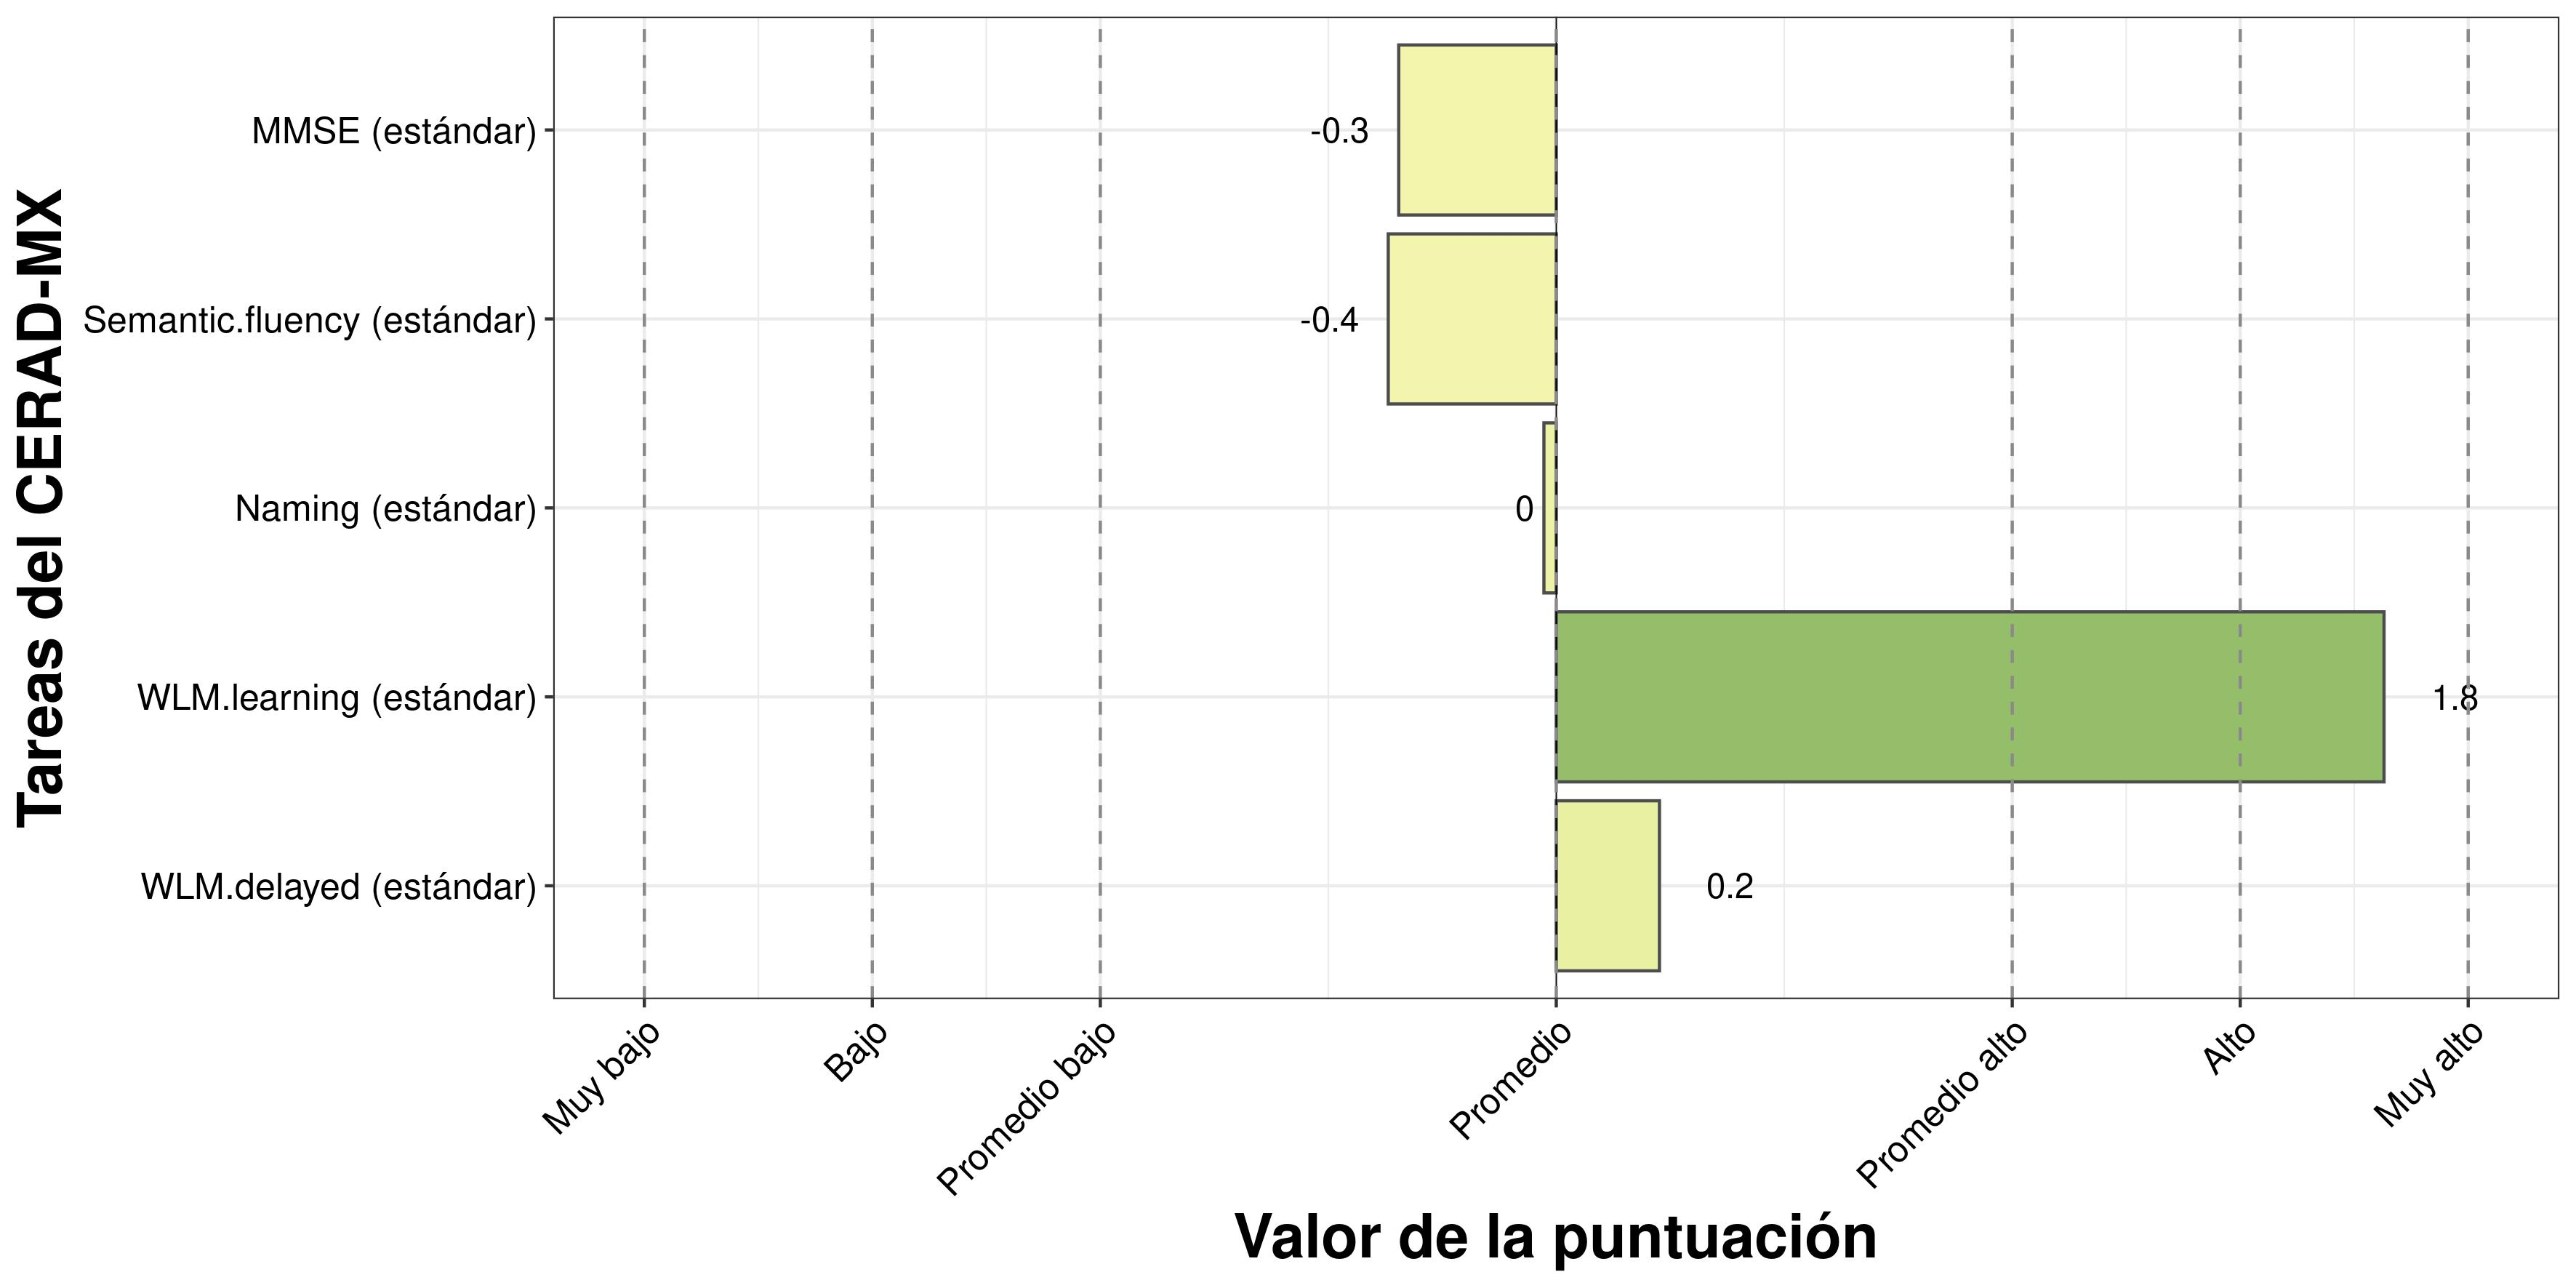 Tareas del CERAD-MX
MMSE (estándar)
-0.3
Semantic.fluency (estándar)
-0.4
Naming (estándar)
0
WLM.learning (estándar)
1.8
WLM.delayed (estándar)
0.2
Muy bajo
Bajo
Promedio bajo
Promedio
Promedio alto
Alto
Muy alto
Valor de la puntuación